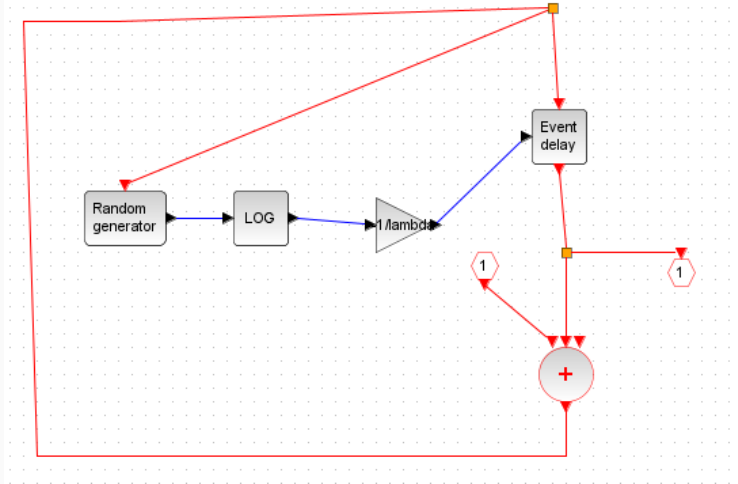 Event
delay
Random
generator
LOG
1/lambda
1
1
+